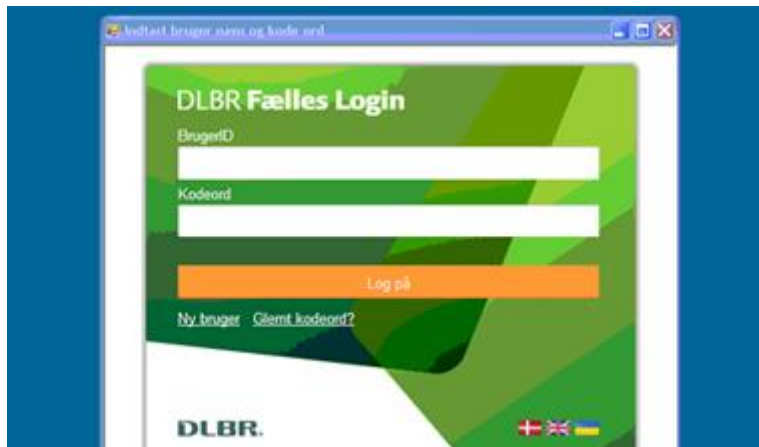 Indtast bruger navn og kode ord
DLBR Fælles Login
BrugerID
Kodeord
Log på
Ny bruger Glemt kodeord?
DLBR.